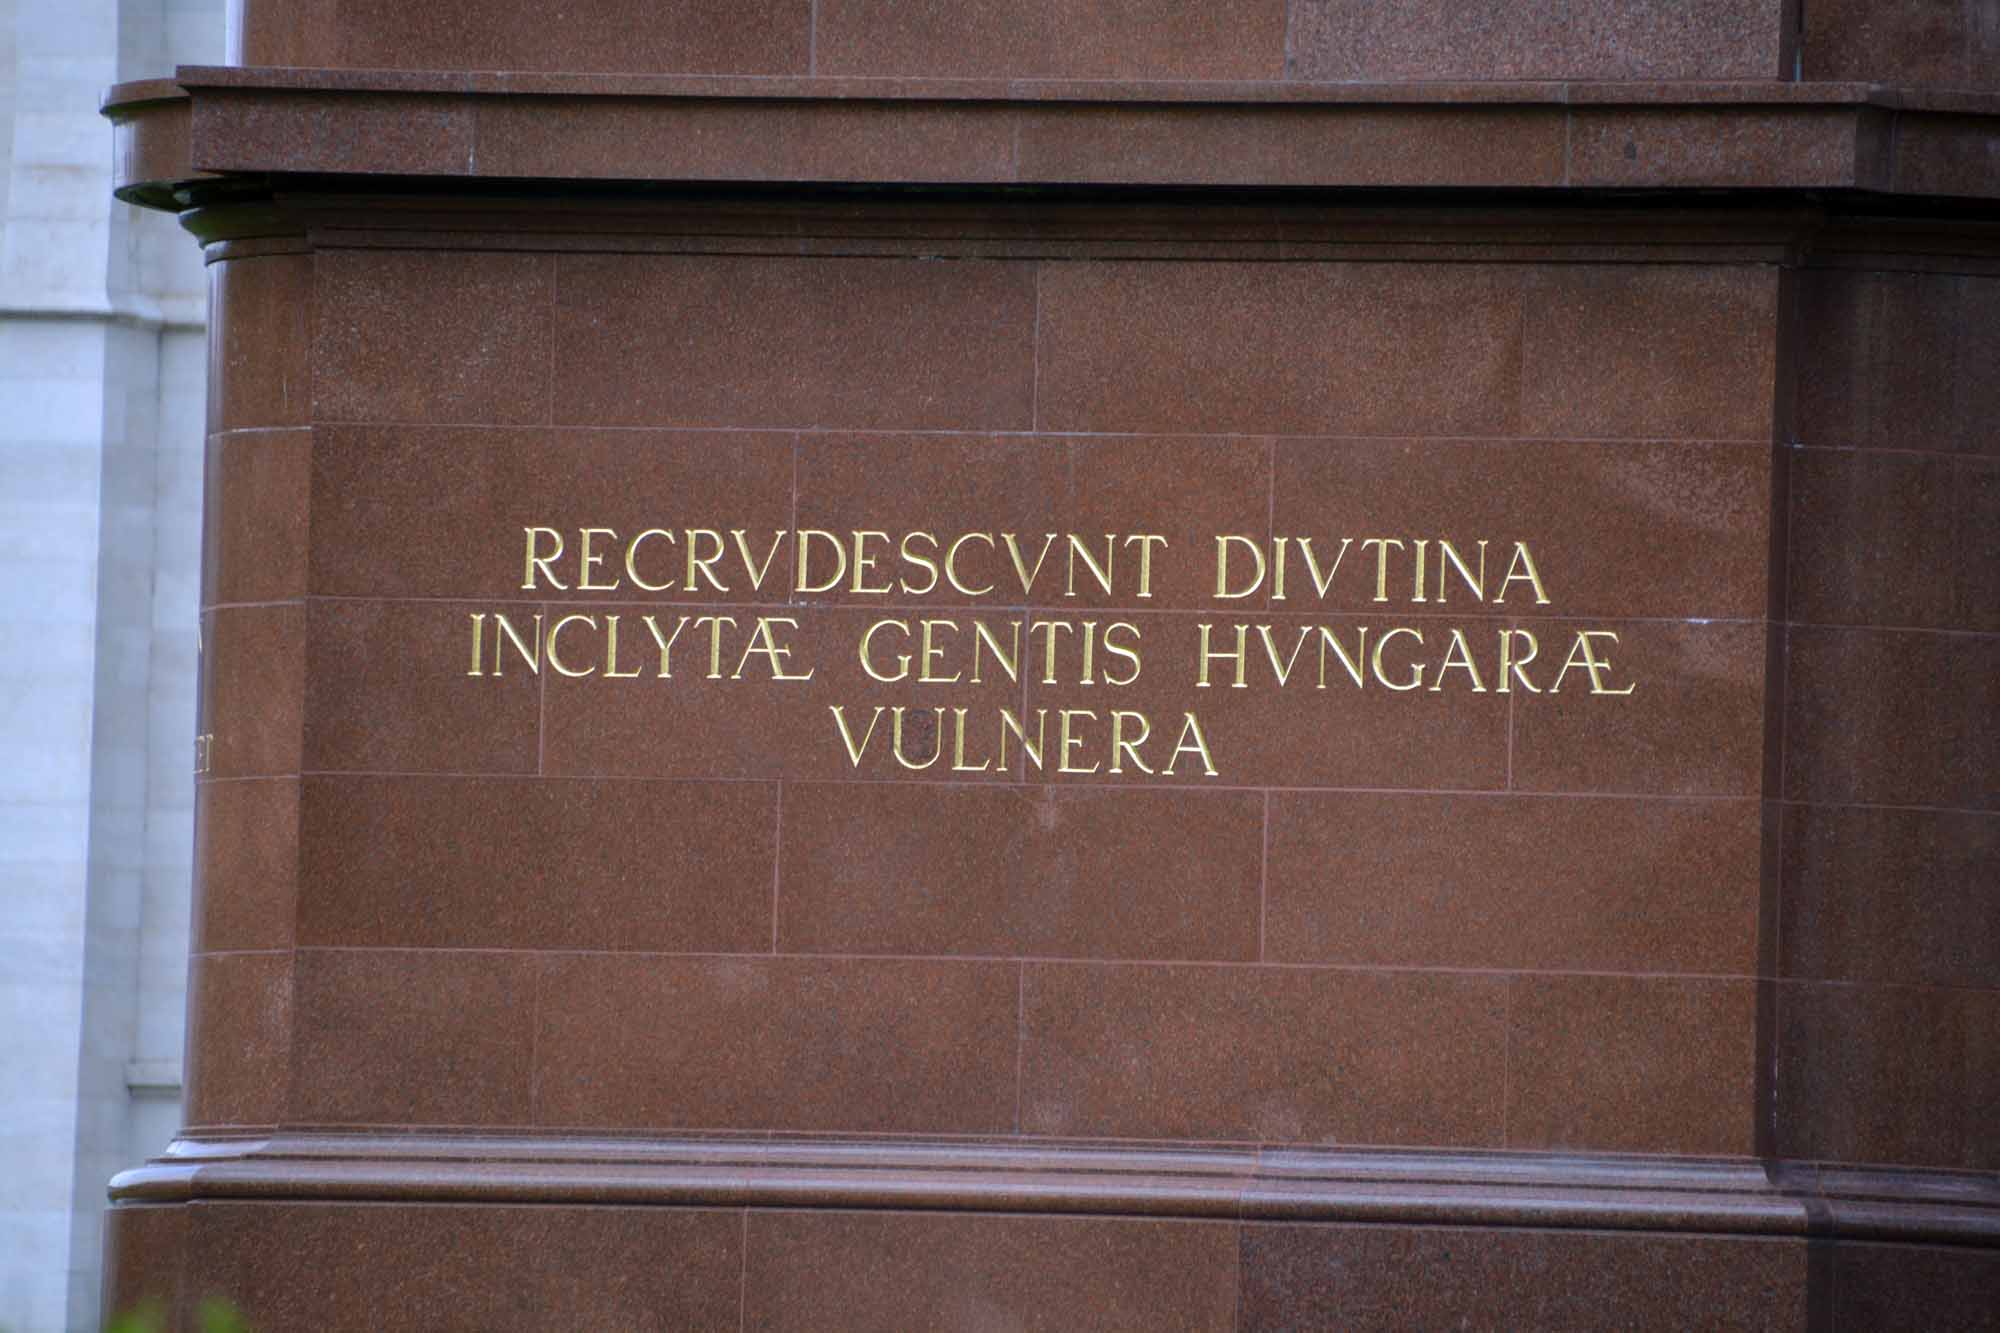 RECRVDESCVNT DIVTINA
INCLYTÆ GENTIS HVNGARÆ
VULNERA